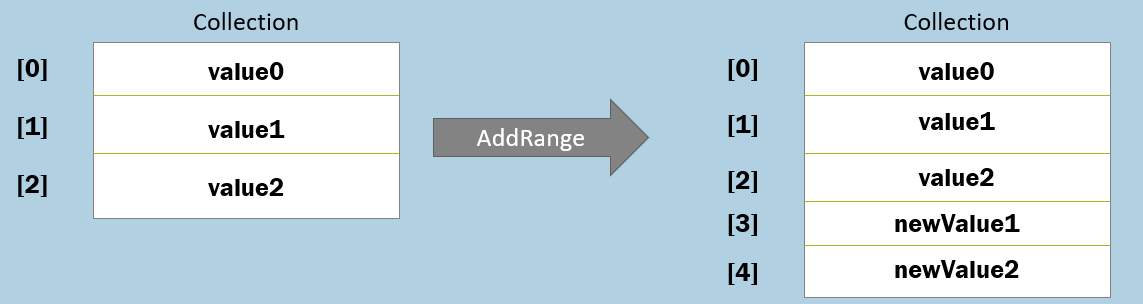 Collection
[0] value0
[1] value1
[2] value2
AddRange
Collection
[0] value0
[1] value1
[2] value2
[3] newValue1
[4] newValue2